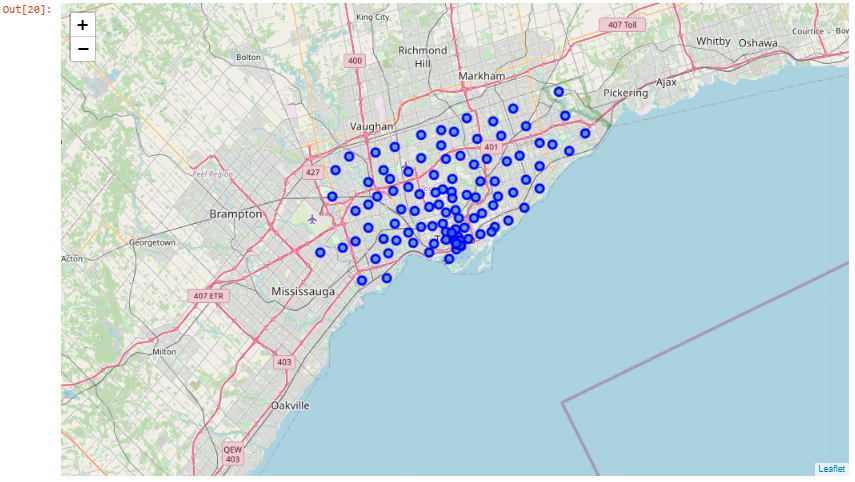 Out[20]:
+
−
King City
407 Toll
Whitby
Oshawa
Courtice
Richmond
Hill
Bolton
400
Markham
Ajax
Pickering
Vaughan
401
427
Peel Region
Brampton
Georgetown
Acton
Mississauga
407 ETR
Milton
403
Oakville
QEW
403
Leaflet